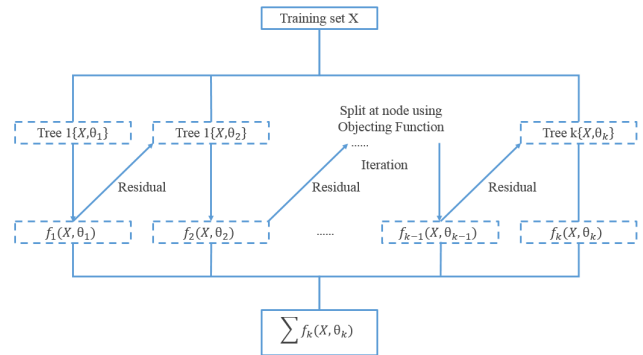 Training set X
Split at node using
Objecting Function
Tree 1{X,θ₁}
Tree 1{X,θ₂}
Tree k{X,θₖ}
......
Iteration
Residual
Residual
Residual
f₁(X, θ₁)
f₂(X, θ₂)
......
fₖ₋₁(X, θₖ₋₁)
fₖ(X, θₖ)
∑ fₖ(X, θₖ)